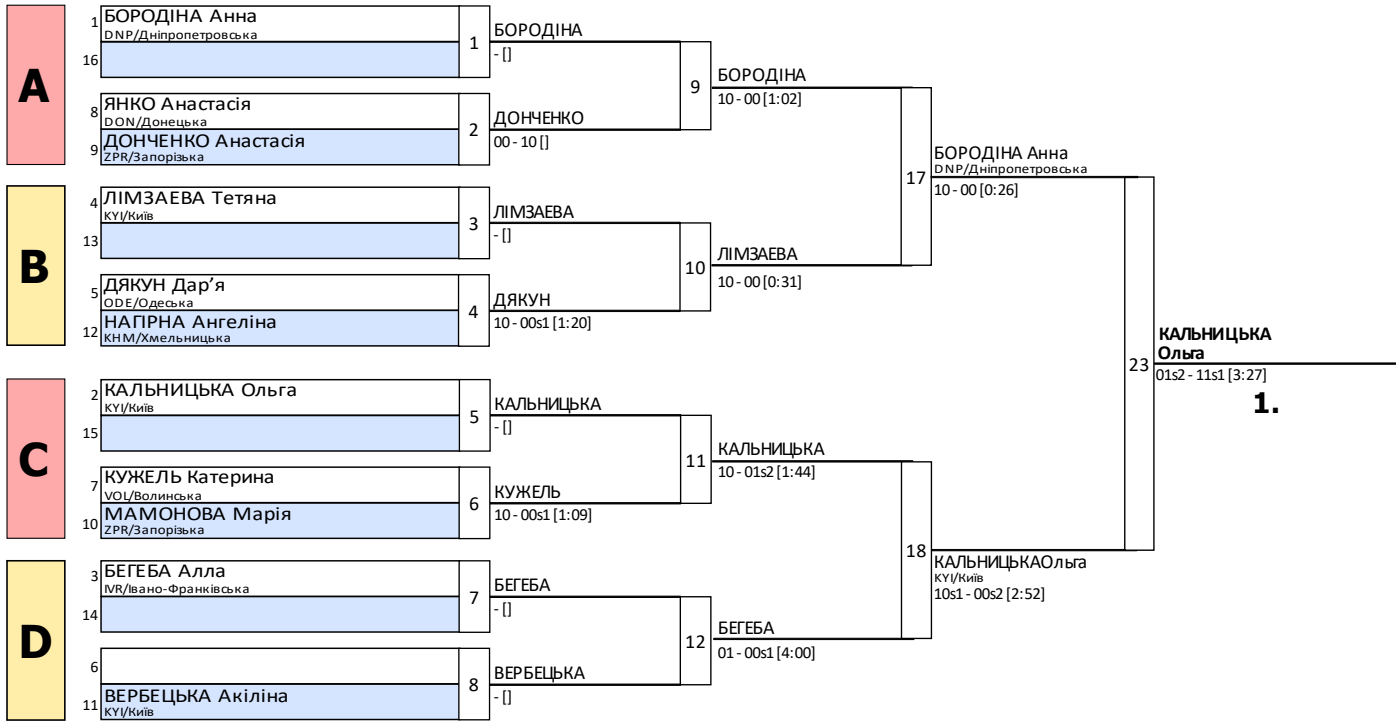 A
1
БОРОДІНА Анна
DNP/Дніпропетровська
16
1
БОРОДІНА
- []
8
ЯНКО Анастасія
DON/Донецька
9
ДОНЧЕНКО Анастасія
ZPR/Запорізька
2
ДОНЧЕНКО
00 - 10 []
9
БОРОДІНА
10 - 00 [1:02]
B
4
ЛІМЗАЕВА Тетяна
KYI/Київ
13
3
ЛІМЗАЕВА
- []
5
ДЯКУН Дар’я
ODE/Одеська
12
НАГІРНА Ангеліна
KHM/Хмельницька
4
ДЯКУН
10 - 00s1 [1:20]
10
ЛІМЗАЕВА
10 - 00 [0:31]
17
БОРОДІНА Анна
DNP/Дніпропетровська
10 - 00 [0:26]
C
2
КАЛЬНИЦЬКА Ольга
KYI/Київ
15
5
КАЛЬНИЦЬКА
- []
7
КУЖЕЛЬ Катерина
VOL/Волинська
10
МАМОНОВА Марія
ZPR/Запорізька
6
КУЖЕЛЬ
10 - 00s1 [1:09]
11
КАЛЬНИЦЬКА
10 - 01s2 [1:44]
D
3
БЕГЕБА Алла
IVR/Івано-Франківська
14
7
БЕГЕБА
- []
6
11
ВЕРБЕЦЬКА Акіліна
KYI/Київ
8
ВЕРБЕЦЬКА
- []
12
БЕГЕБА
01 - 00s1 [4:00]
18
КАЛЬНИЦЬКАОльга
KYI/Київ
10s1 - 00s2 [2:52]
23
КАЛЬНИЦЬКА
Ольга
01s2 - 11s1 [3:27]
1.